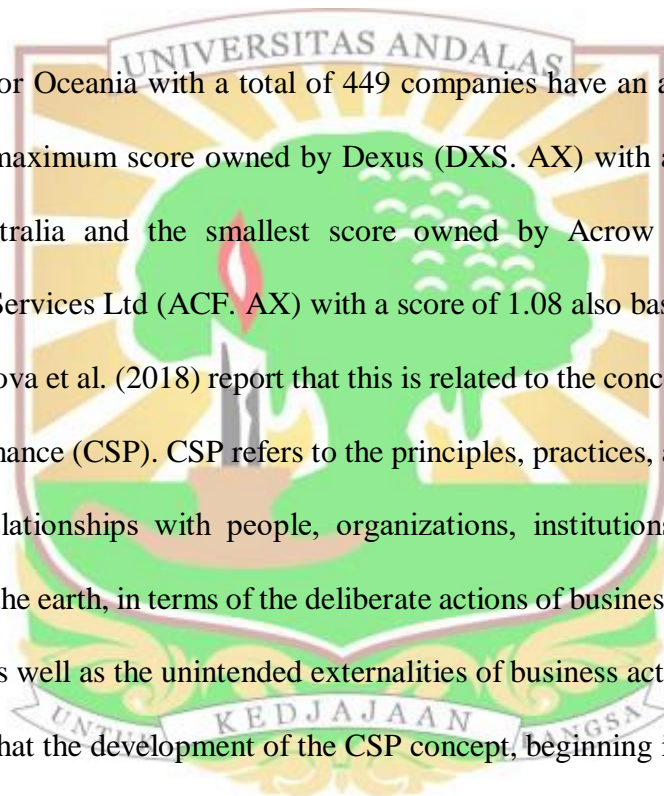 UNIVERSITAS ANDALAS
or Oceania with a total of 449 companies have an a
maximum score owned by Dexus (DXS. AX) with a
tralia and the smallest score owned by Acrow
Services Ltd (ACF. AX) with a score of 1.08 also bas
ova et al. (2018) report that this is related to the conc
nance (CSP). CSP refers to the principles, practices, a
elationships with people, organizations, institutions
he earth, in terms of the deliberate actions of busines
s well as the unintended externalities of business act
UNTUK KEDJAJAAN BANGSA
hat the development of the CSP concept, beginning i